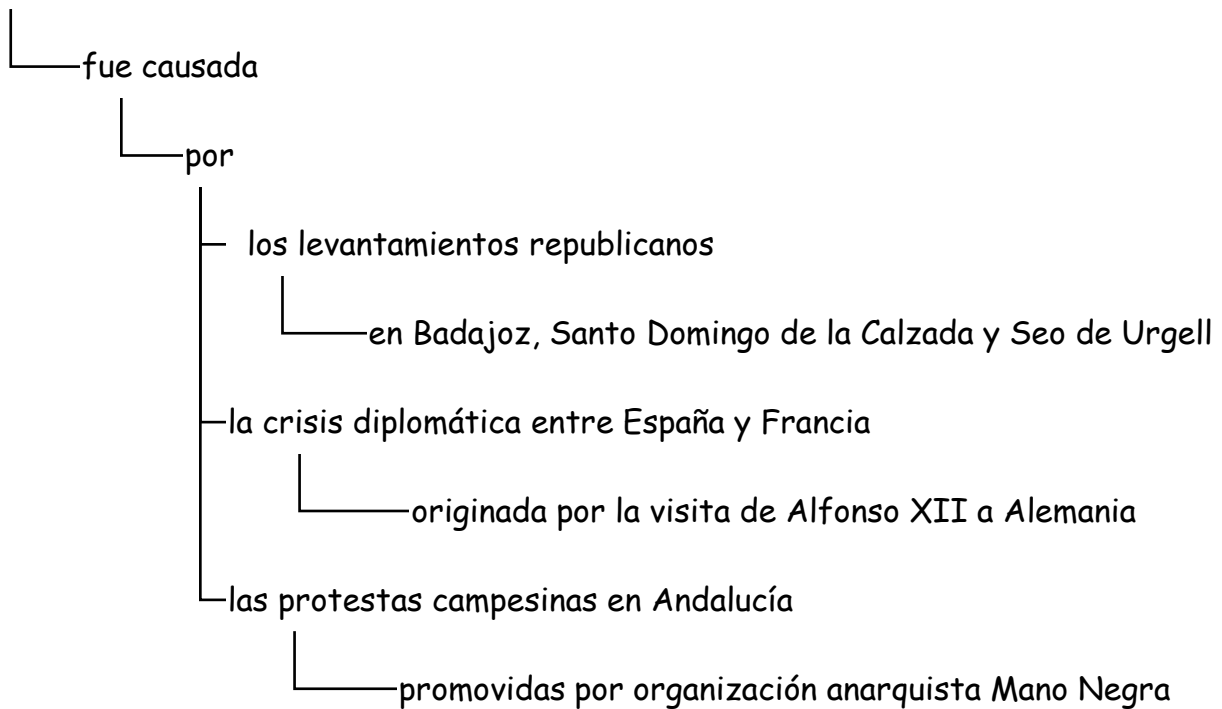 fue causada
por
los levantamientos republicanos
en Badajoz, Santo Domingo de la Calzada y Seo de Urgell
la crisis diplomática entre España y Francia
originada por la visita de Alfonso XII a Alemania
las protestas campesinas en Andalucía
promovidas por organización anarquista Mano Negra